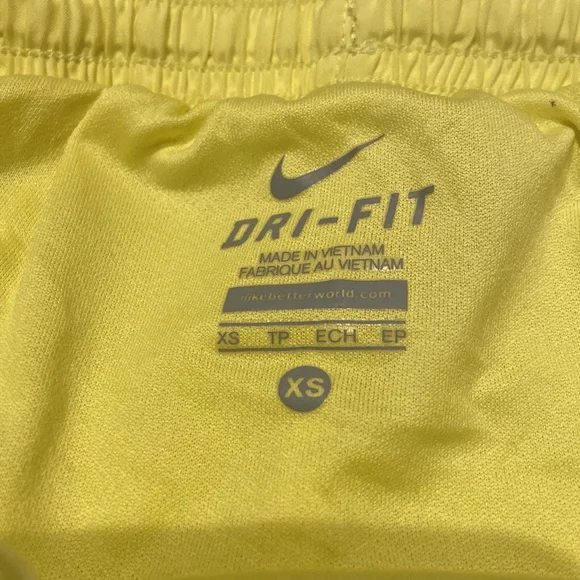 DRI-FIT
MADE IN VIETNAM
FABRIQUE AU VIETNAM
nikebetterworld.com
XS TP ECH EP
XS